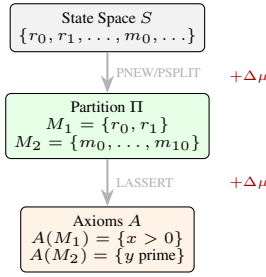 State Space S
{r₀, r₁, . . . , m₀, . . .}
PNEW/PSPLIT
+Δμ
Partition Π
M₁ = {r₀, r₁}
M₂ = {m₀, . . . , m₁₀}
LASSERT
+Δμ
Axioms A
A(M₁) = {x > 0}
A(M₂) = {y prime}